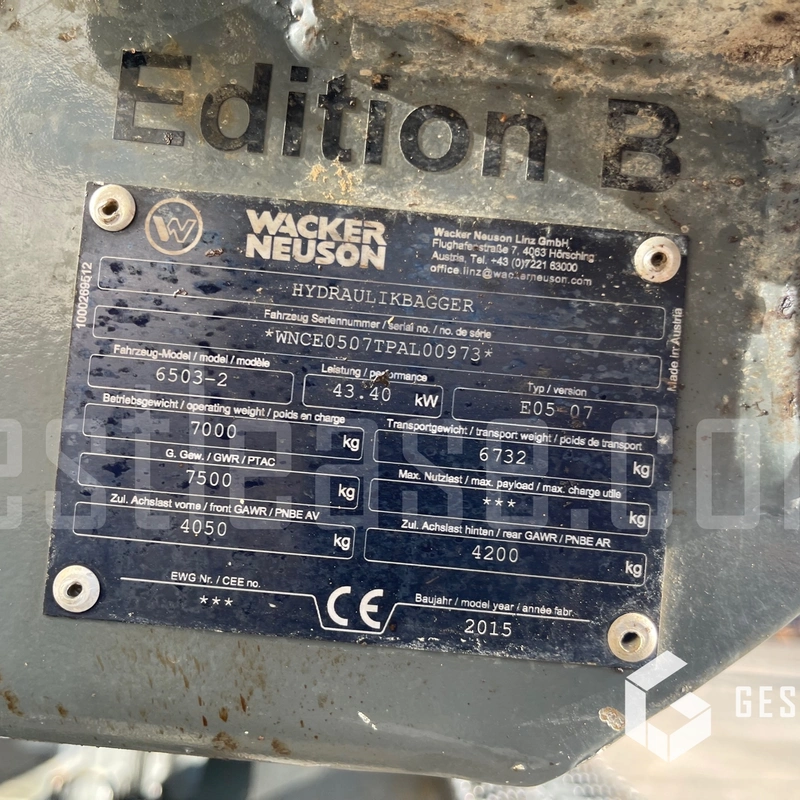 Edition B
W
WACKER
NEUSON
Wacker Neuson Linz GmbH
Flughafenstraße 7, 4063 Hörsching
Austria, Tel. +43 (0)7221 63000
office.linz@wackerneuson.com
1000269512
HYDRAULIKBAGGER
Fahrzeug Seriennummer / serial no. / no. de série
*WNCE0507TPAL00973*
Made in Austria
Fahrzeug-Model / model / modèle
6503-2
Leistung / performance
43.40 kW
Typ / version
E05-07
Betriebsgewicht / operating weight / poids en charge
7000 kg
Transportgewicht / transport weight / poids de transport
6732 kg
G. Gew. / GWR / PTAC
7500 kg
Max. Nutzlast / max. payload / max. charge utile
*** kg
Zul. Achslast vorne / front GAWR / PNBE AV
4050 kg
Zul. Achslast hinten / rear GAWR / PNBE AR
4200 kg
EWG Nr. / CEE no.
***
CE
Baujahr / model year / année fabr.
2015
estlease.co
GES